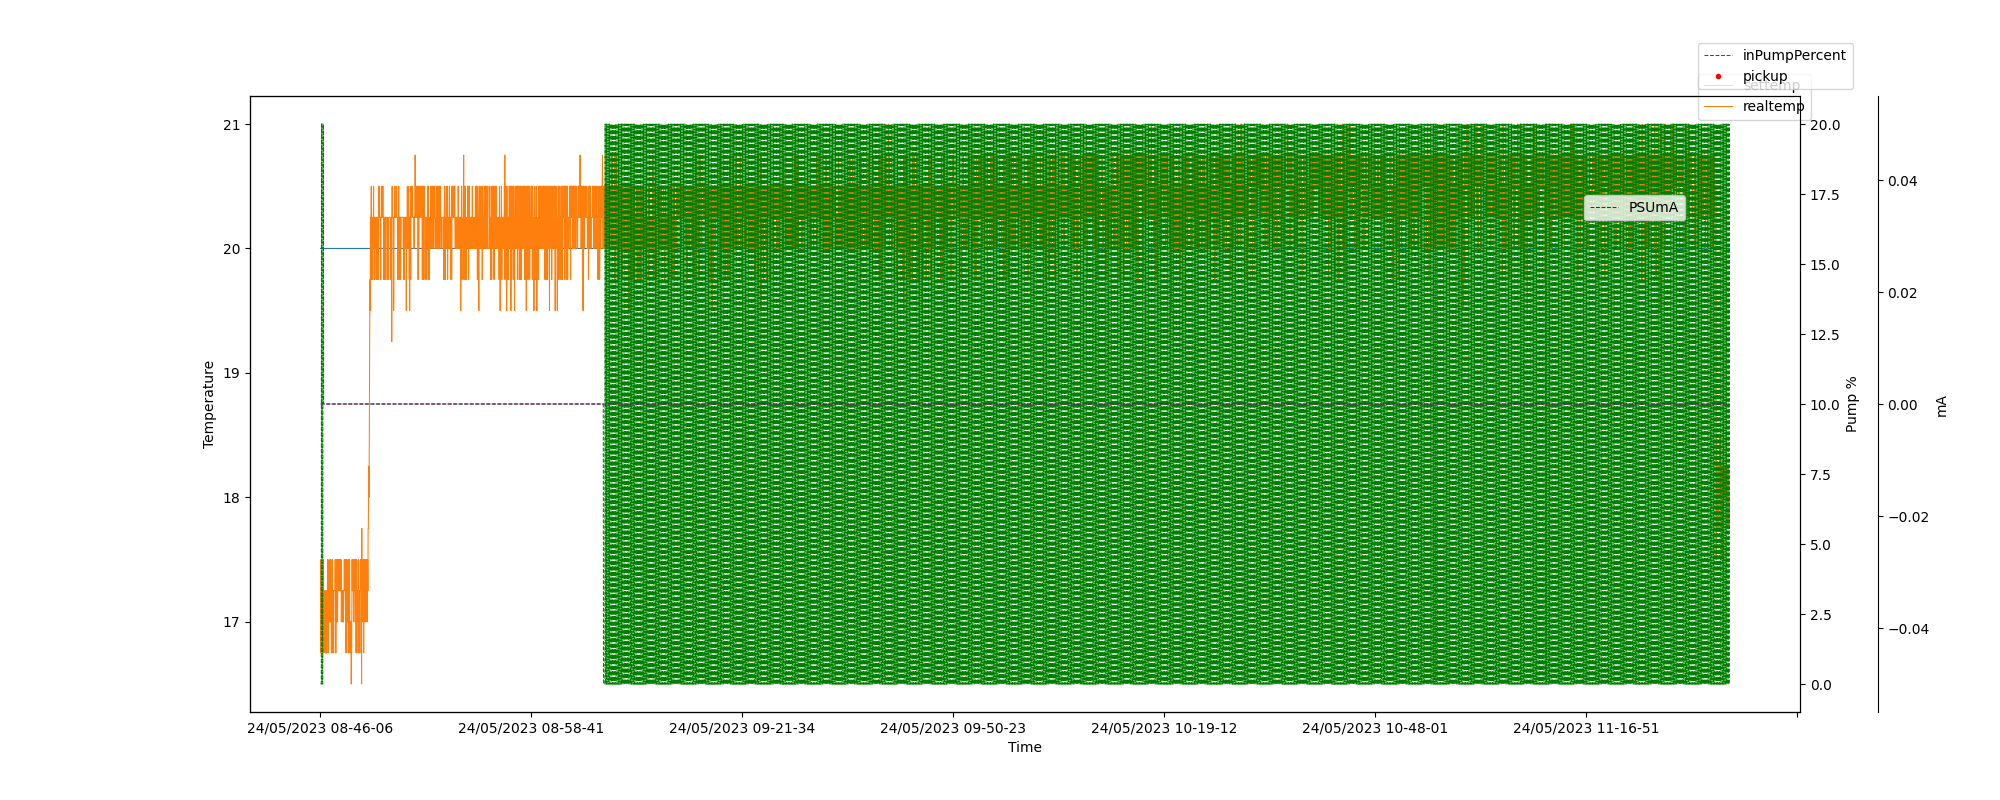 inPumpPercent
pickup
settemp
realtemp
PSUmA
Temperature
21
20
19
18
17
20.0
17.5
15.0
12.5
10.0
7.5
5.0
2.5
0.0
Pump %
0.04
0.02
0.00
−0.02
−0.04
mA
24/05/2023 08-46-06
24/05/2023 08-58-41
24/05/2023 09-21-34
24/05/2023 09-50-23
24/05/2023 10-19-12
24/05/2023 10-48-01
24/05/2023 11-16-51
Time